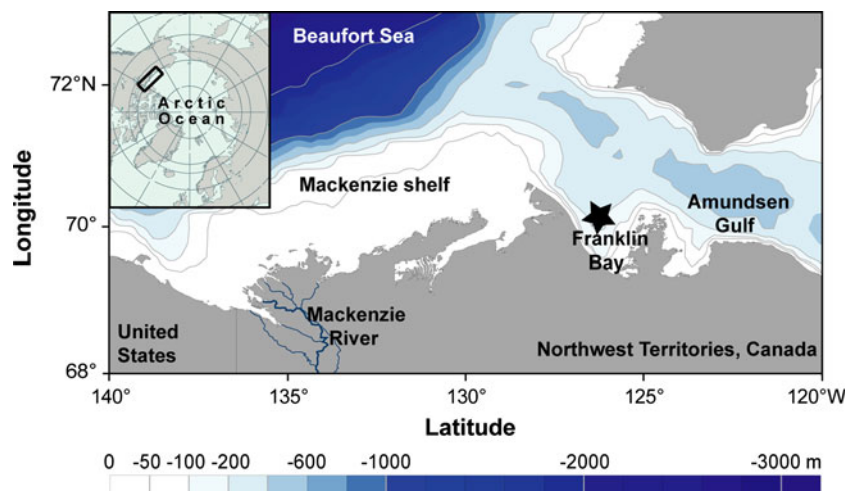 Beaufort Sea
Arctic
Ocean
72°N
Mackenzie shelf
Longitude
70°
Amundsen
Gulf
Franklin
Bay
Mackenzie
River
United
States
Northwest Territories, Canada
68°
140°
135°
130°
125°
120°W
Latitude
0 -50 -100 -200 -600 -1000 -2000 -3000 m